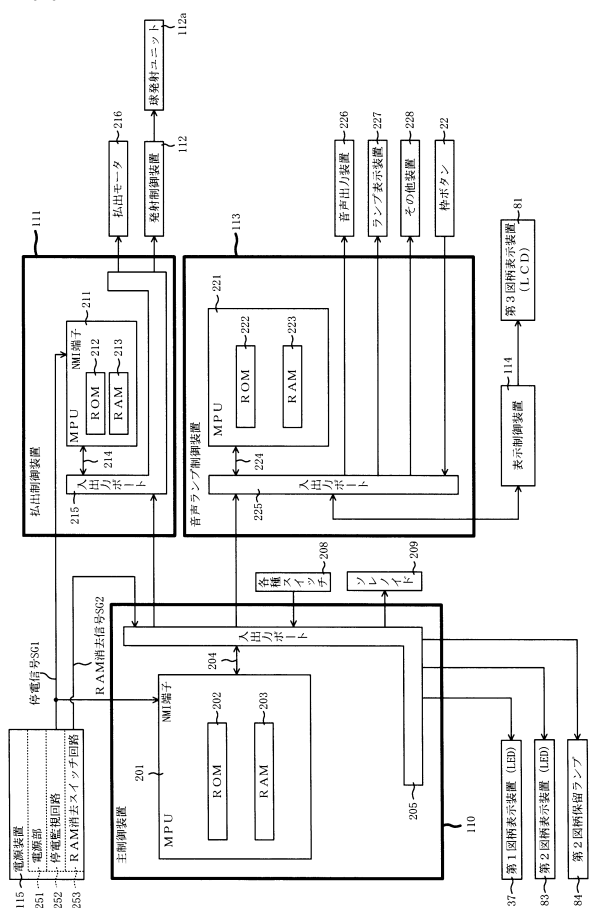 115
電源装置
251
電源部
252
停電監視回路
253
RAM消去スイッチ回路
停電信号SG1
RAM消去信号SG2
111
払出制御装置
211
NMI端子
MPU
212
ROM
213
RAM
214
215
入出力ポート
216
払出モータ
112
発射制御装置
112a
球発射ユニット
113
音声ランプ制御装置
221
MPU
222
ROM
223
RAM
224
225
入出力ポート
226
音声出力装置
227
ランプ表示装置
228
その他装置
22
枠ボタン
114
表示制御装置
81
第3図柄表示装置
(LCD)
110
主制御装置
201
NMI端子
MPU
202
ROM
203
RAM
204
205
入出力ポート
208
各種スイッチ
209
ソレノイド
37
第1図柄表示装置(LED)
83
第2図柄表示装置(LED)
84
第2図柄保留ランプ